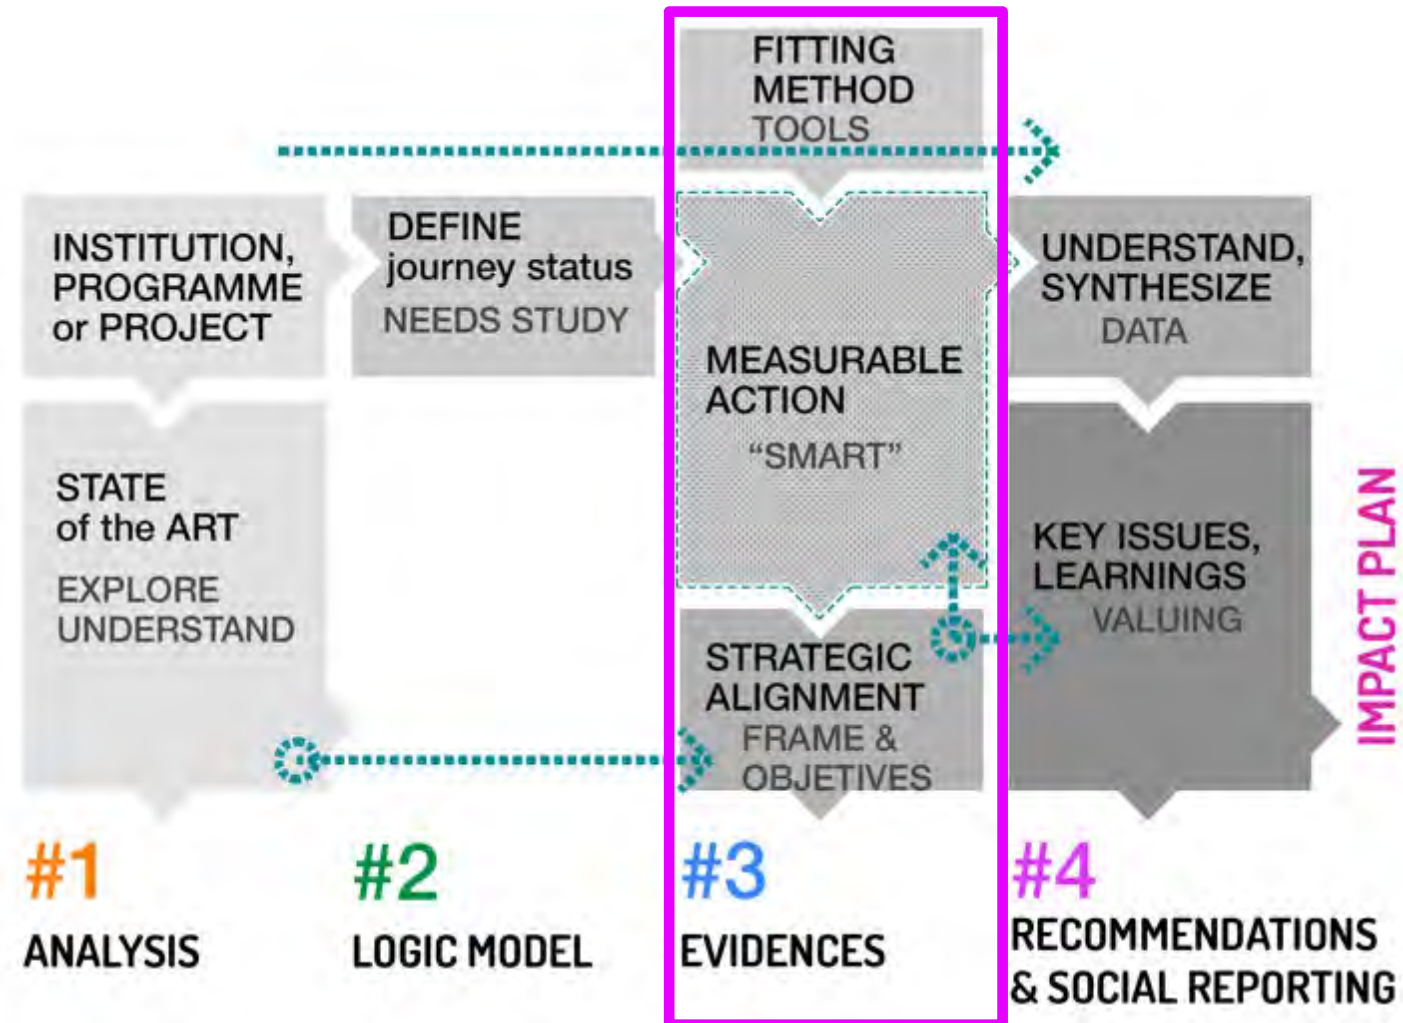 FITTING
METHOD
TOOLS
INSTITUTION,
PROGRAMME
or PROJECT
DEFINE
journey status
NEEDS STUDY
MEASURABLE
ACTION
“SMART”
UNDERSTAND,
SYNTHESIZE
DATA
STATE
of the ART
EXPLORE
UNDERSTAND
STRATEGIC
ALIGNMENT
FRAME &
OBJETIVES
KEY ISSUES,
LEARNINGS
VALUING
IMPACT PLAN
#1
ANALYSIS
#2
LOGIC MODEL
#3
EVIDENCES
#4
RECOMMENDATIONS
& SOCIAL REPORTING